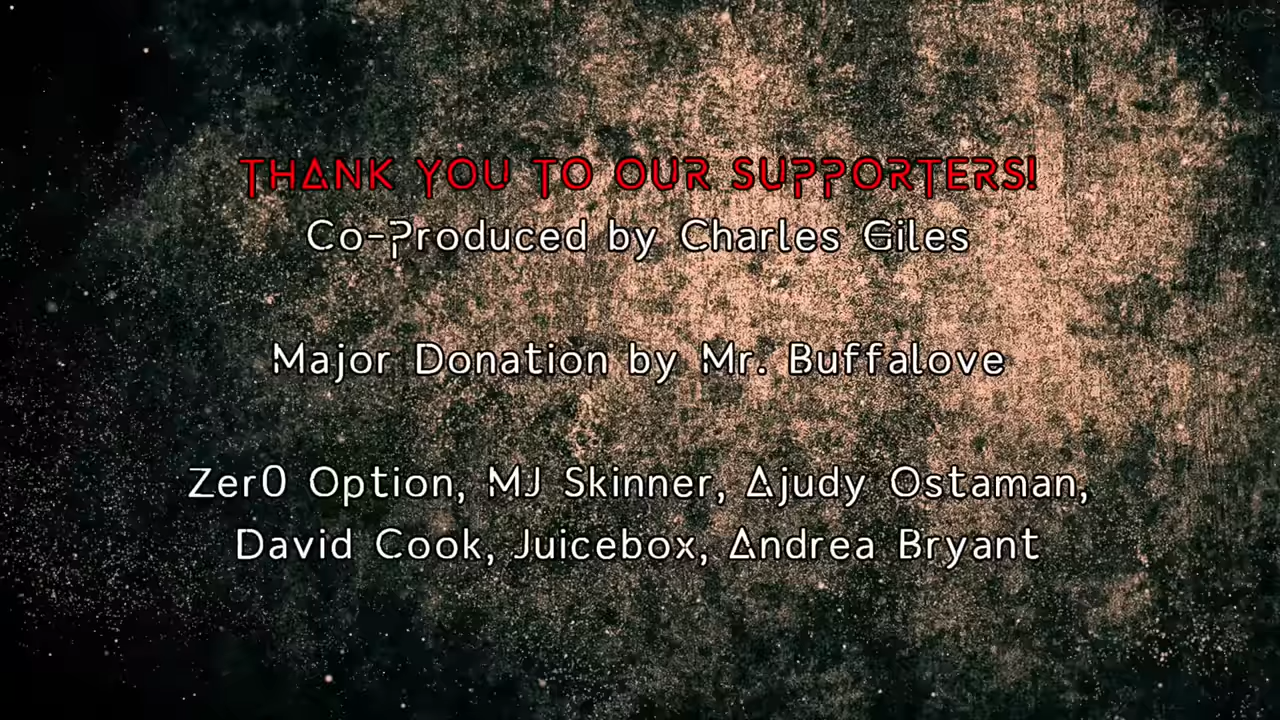 KOSMOS
THANK YOU TO OUR SUPPORTERS!
Co-Produced by Charles Giles
Major Donation by Mr. Buffalove
Zer0 Option, MJ Skinner, Ajudy Ostaman,
David Cook, Juicebox, Andrea Bryant